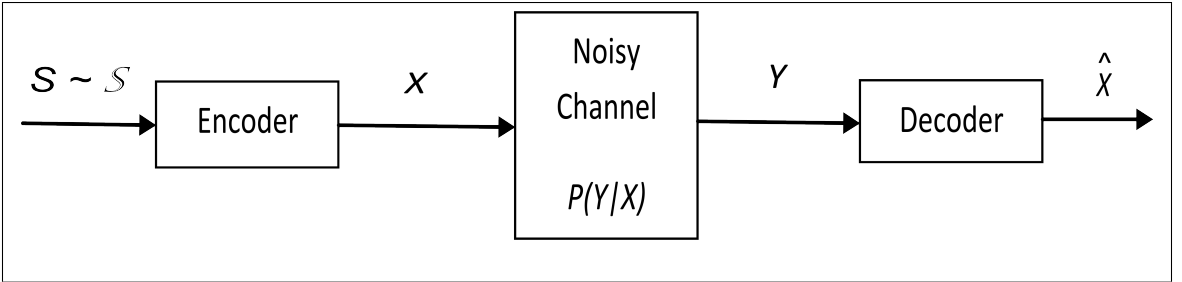 S ~ 𝒮
Encoder
X
Noisy
Channel
P(Y|X)
Y
Decoder
X̂